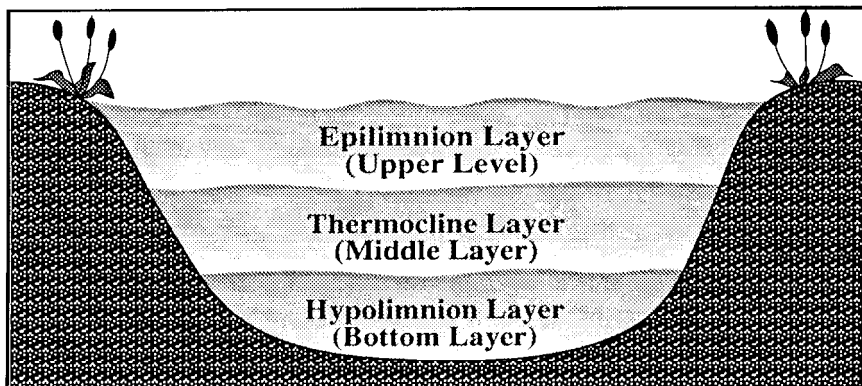 Epilimnion Layer
(Upper Level)
Thermocline Layer
(Middle Layer)
Hypolimnion Layer
(Bottom Layer)